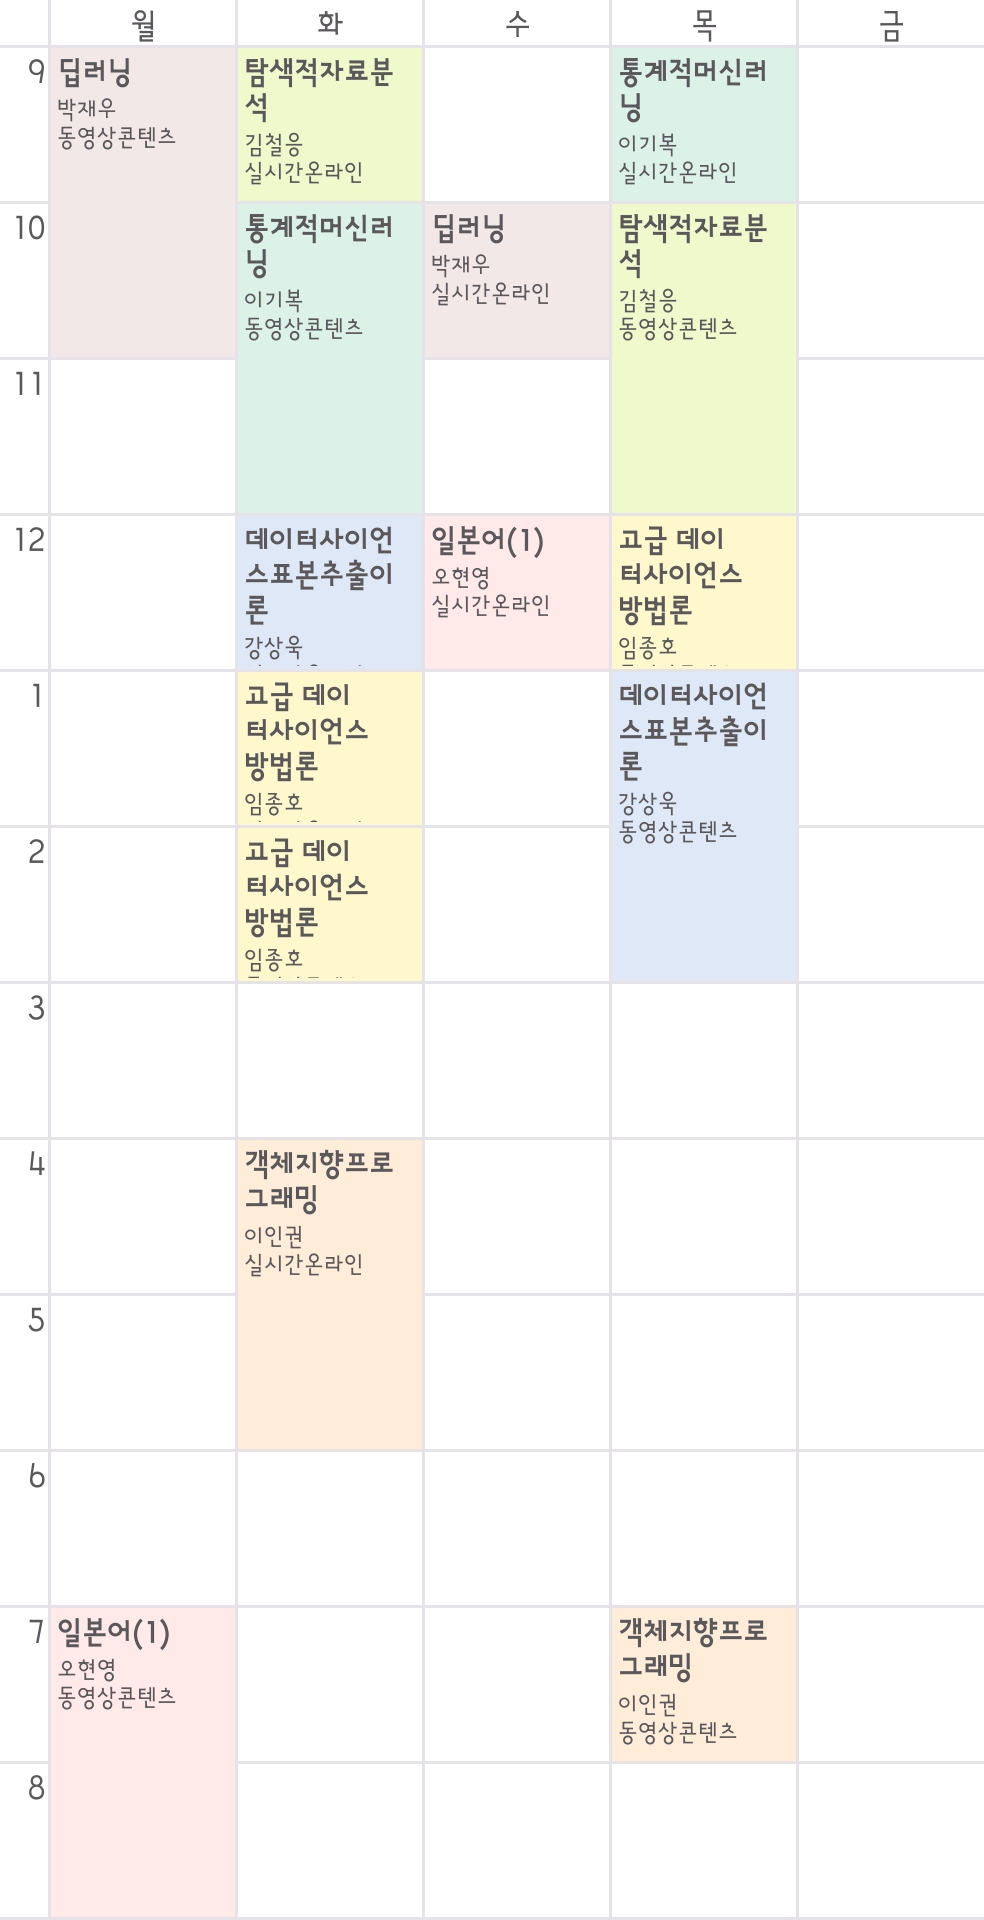 월 화 수 목 금
9
딥러닝
박재우
동영상콘텐츠
탐색적자료분
석
김철응
실시간온라인
통계적머신러
닝
이기복
실시간온라인
10
통계적머신러
닝
이기복
동영상콘텐츠
딥러닝
박재우
실시간온라인
탐색적자료분
석
김철응
동영상콘텐츠
11
12
데이터사이언
스표본추출이
론
강상욱
일본어(1)
오현영
실시간온라인
고급 데이
터사이언스
방법론
임종호
1
고급 데이
터사이언스
방법론
임종호
데이터사이언
스표본추출이
론
강상욱
동영상콘텐츠
2
고급 데이
터사이언스
방법론
임종호
3
4
객체지향프로
그래밍
이인권
실시간온라인
5
6
7
일본어(1)
오현영
동영상콘텐츠
객체지향프로
그래밍
이인권
동영상콘텐츠
8